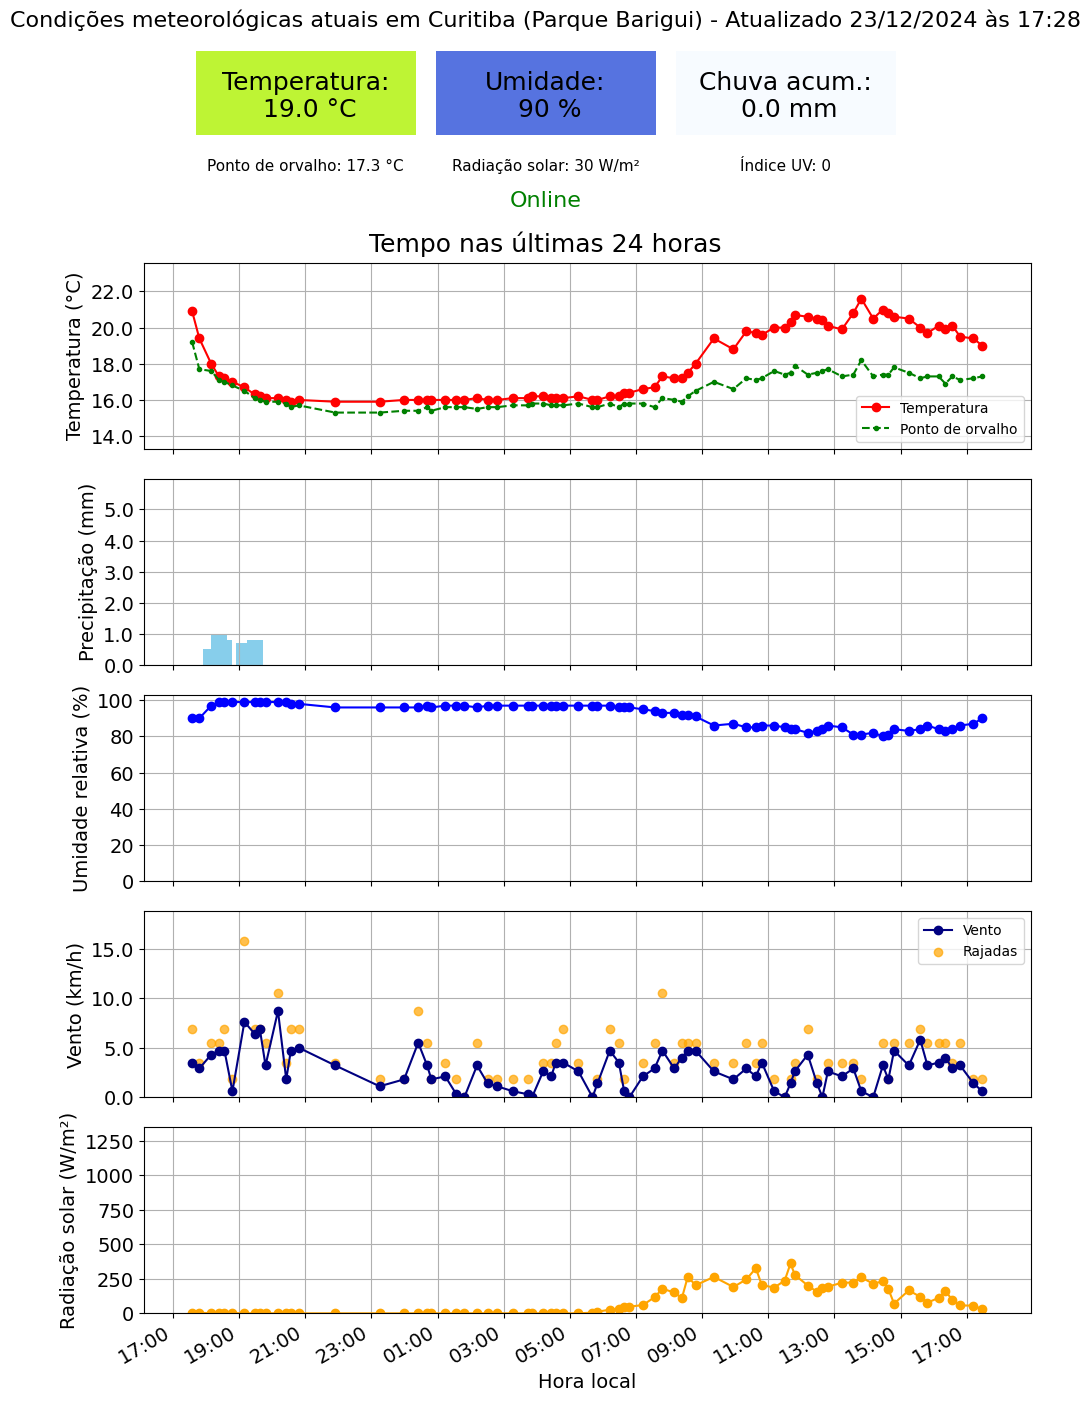 Condições meteorológicas atuais em Curitiba (Parque Barigui) - Atualizado 23/12/2024 às 17:28
Temperatura:
19.0 °C
Umidade:
90 %
Chuva acum.:
0.0 mm
Ponto de orvalho: 17.3 °C
Radiação solar: 30 W/m²
Índice UV: 0
Online
Tempo nas últimas 24 horas
Temperatura (°C)
22.0
20.0
18.0
16.0
14.0
Temperatura
Ponto de orvalho
Precipitação (mm)
5.0
4.0
3.0
2.0
1.0
0.0
Umidade relativa (%)
100
80
60
40
20
0
Vento (km/h)
15.0
10.0
5.0
0.0
Vento
Rajadas
Radiação solar (W/m²)
1250
1000
750
500
250
0
17:00
19:00
21:00
23:00
01:00
03:00
05:00
07:00
09:00
11:00
13:00
15:00
17:00
Hora local